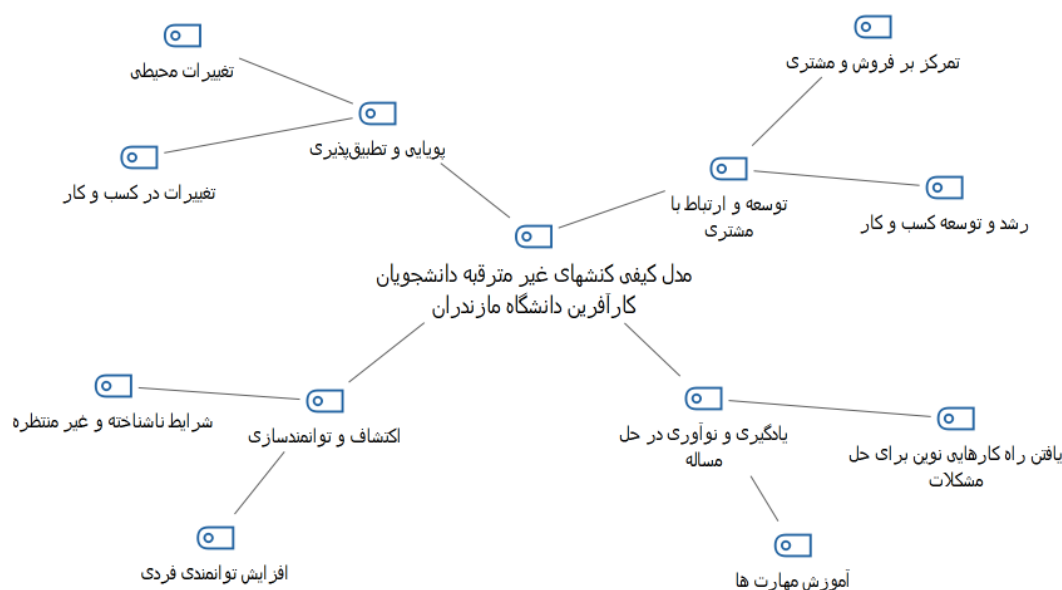 تمرکز بر فروش و مشتری
تغییرات محیطی
پویایی و تطبیق‌پذیری
تغییرات در کسب و کار
توسعه و ارتباط با
مشتری
رشد و توسعه کسب و کار
مدل کیفی کنشهای غیر مترقبه دانشجویان
کارآفرین دانشگاه مازندران
شرایط ناشناخته و غیر منتظره
اکتشاف و توانمندسازی
افزایش توانمندی فردی
یادگیری و نوآوری در حل
مساله
یافتن راه کارهایی نوین برای حل
مشکلات
آموزش مهارت ها